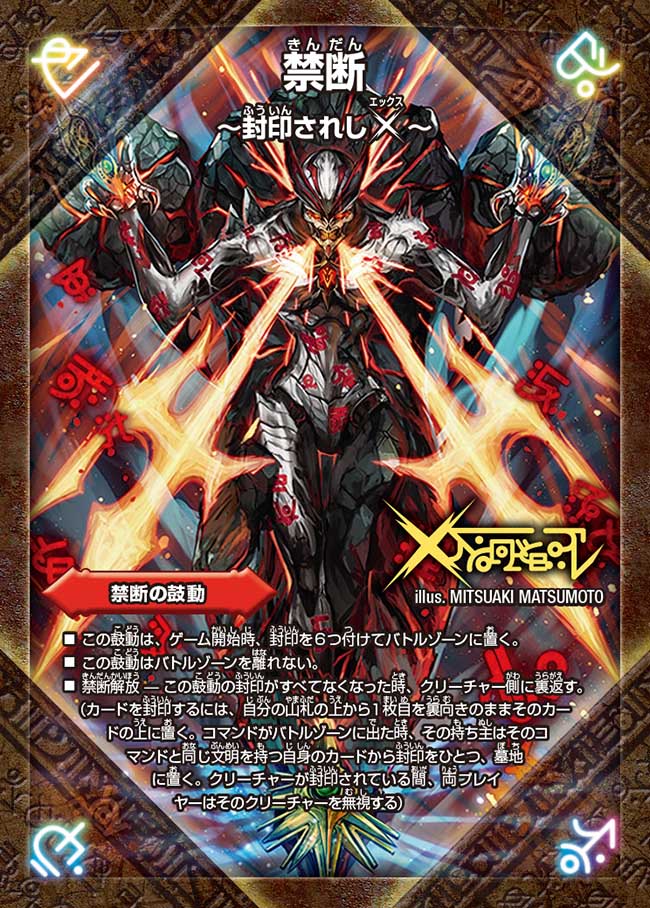 禁断
～封印されし X ～
禁断の鼓動
■ この鼓動は、ゲーム開始時、封印を６つ付けてバトルゾーンに置く。
■ この鼓動はバトルゾーンを離れない。
■ 禁断解放 ― この鼓動の封印がすべてなくなった時、クリーチャー側に裏返す。
(カードを封印するには、自分の山札の上から１枚目を裏向きのままそのカー
ドの上に置く。コマンドがバトルゾーンに出た時、その持ち主はそのコ
マンドと同じ文明を持つ自身のカードから封印をひとつ、墓地
に置く。クリーチャーが封印されている間、両プレイ
ヤーはそのクリーチャーを無視する)
illus. MITSUAKI MATSUMOTO